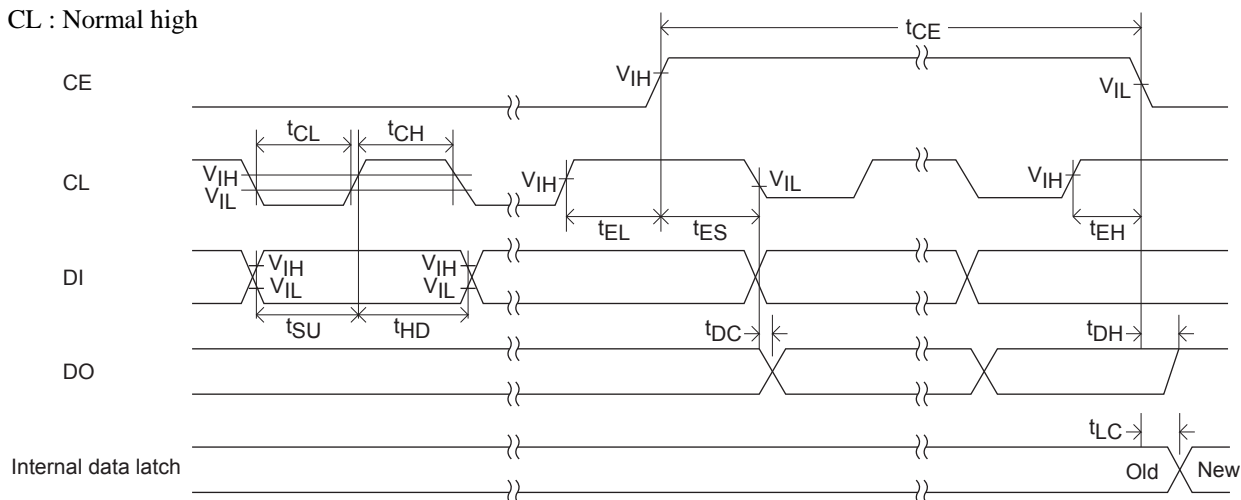 CL : Normal high
tCE
CE
VIH
VIL
tCL
tCH
CL
VIH
VIL
VIH
VIL
VIH
tEL
tES
tEH
DI
VIH
VIL
VIH
VIL
tSU
tHD
tDC
tDH
DO
tLC
Internal data latch
Old
New